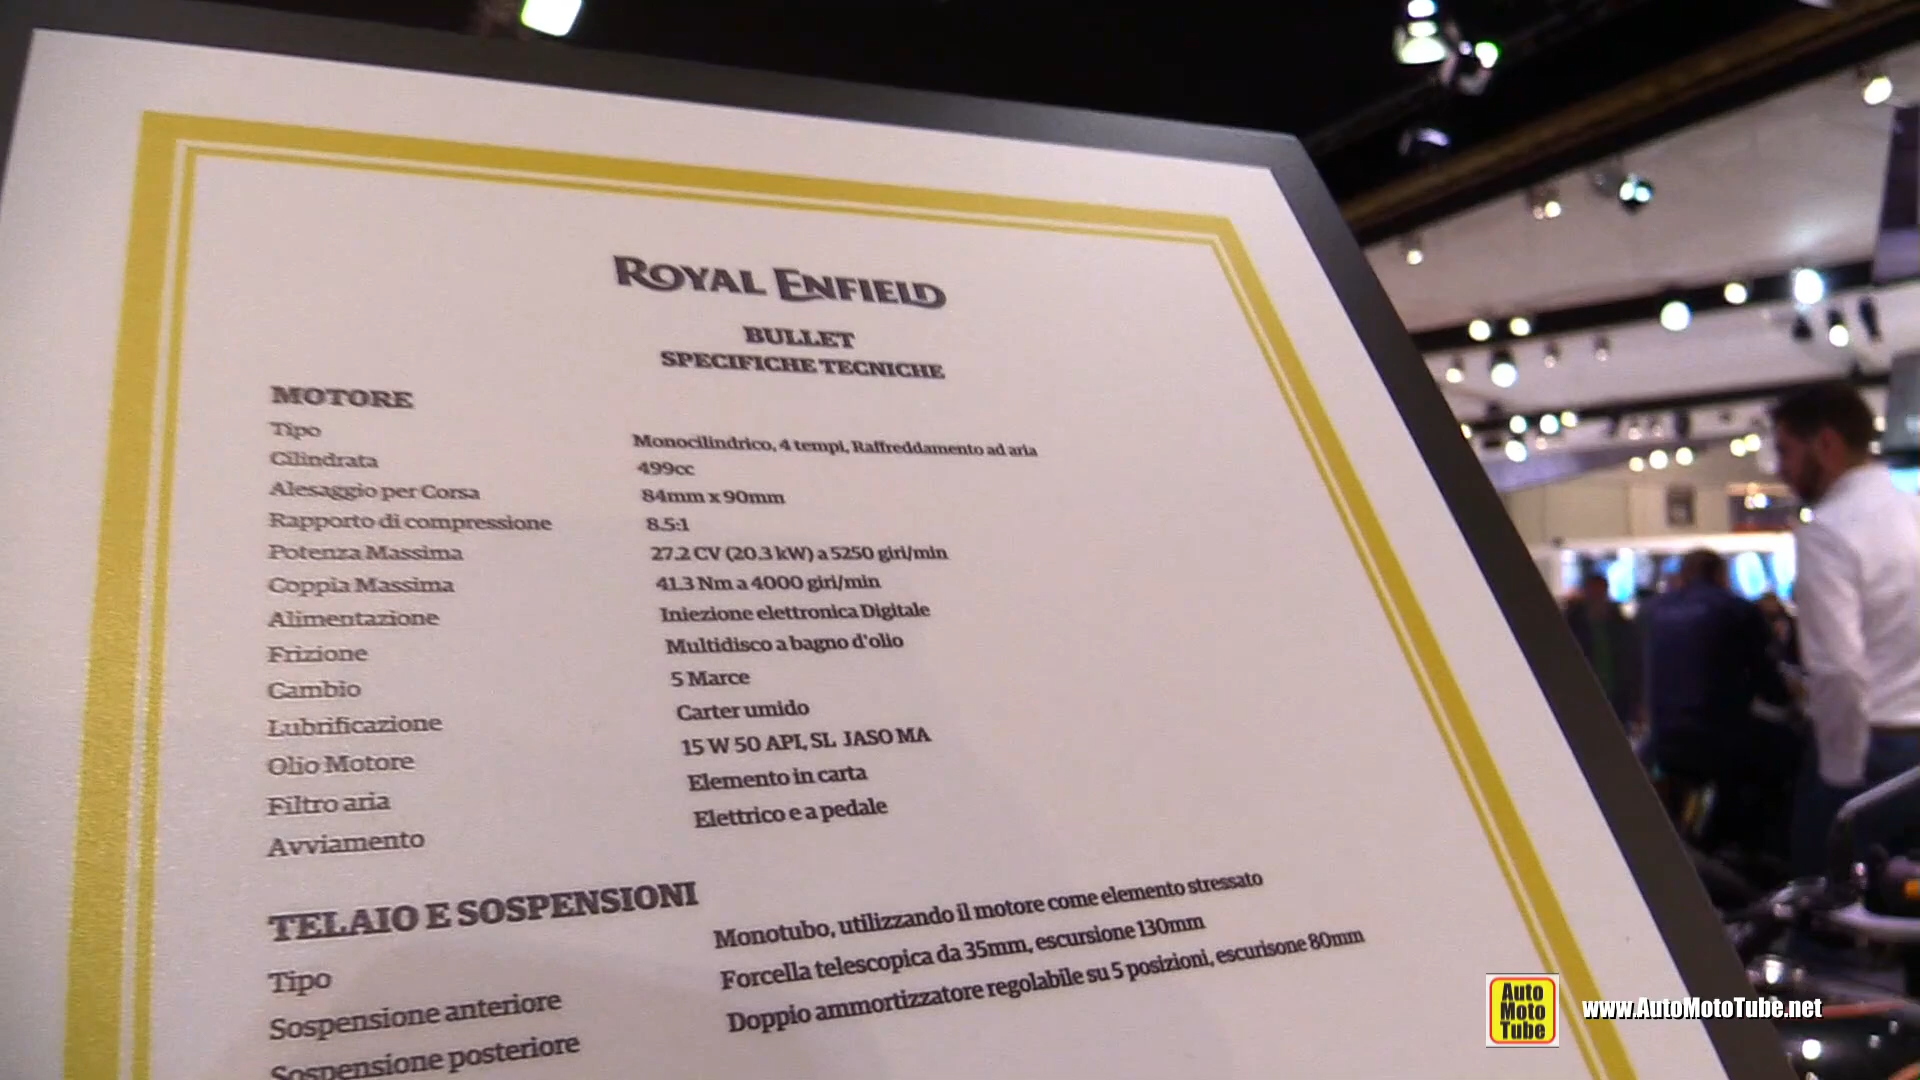 ROYAL ENFIELD
BULLET
SPECIFICHE TECNICHE
MOTORE
Tipo Monocilindrico, 4 tempi, Raffreddamento ad aria
Cilindrata 499cc
Alesaggio per Corsa 84mm x 90mm
Rapporto di compressione 8.5:1
Potenza Massima 27.2 CV (20.3 kW) a 5250 giri/min
Coppia Massima 41.3 Nm a 4000 giri/min
Alimentazione Iniezione elettronica Digitale
Frizione Multidisco a bagno d'olio
Cambio 5 Marce
Lubrificazione Carter umido
Olio Motore 15 W 50 API, SL JASO MA
Filtro aria Elemento in carta
Avviamento Elettrico e a pedale
TELAIO E SOSPENSIONI
Tipo Monotubo, utilizzando il motore come elemento stressato
Sospensione anteriore Forcella telescopica da 35mm, escursione 130mm
Sospensione posteriore Doppio ammortizzatore regolabile su 5 posizioni, escurisone 80mm
Auto
Moto
Tube
www.AutoMotoTube.net